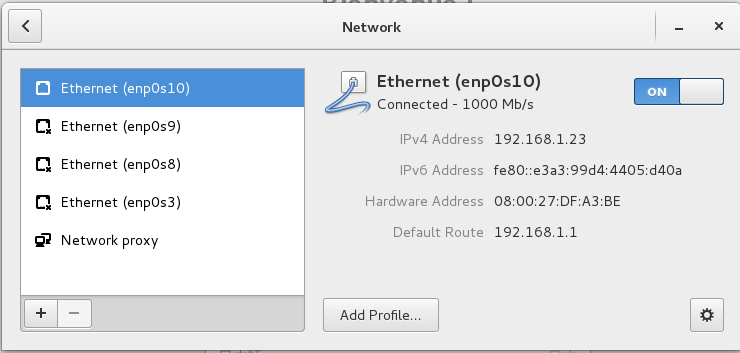 Network
Ethernet (enp0s10)
Ethernet (enp0s9)
Ethernet (enp0s8)
Ethernet (enp0s3)
Network proxy
+ −
Ethernet (enp0s10)
Connected - 1000 Mb/s
ON
IPv4 Address 192.168.1.23
IPv6 Address fe80::e3a3:99d4:4405:d40a
Hardware Address 08:00:27:DF:A3:BE
Default Route 192.168.1.1
Add Profile...